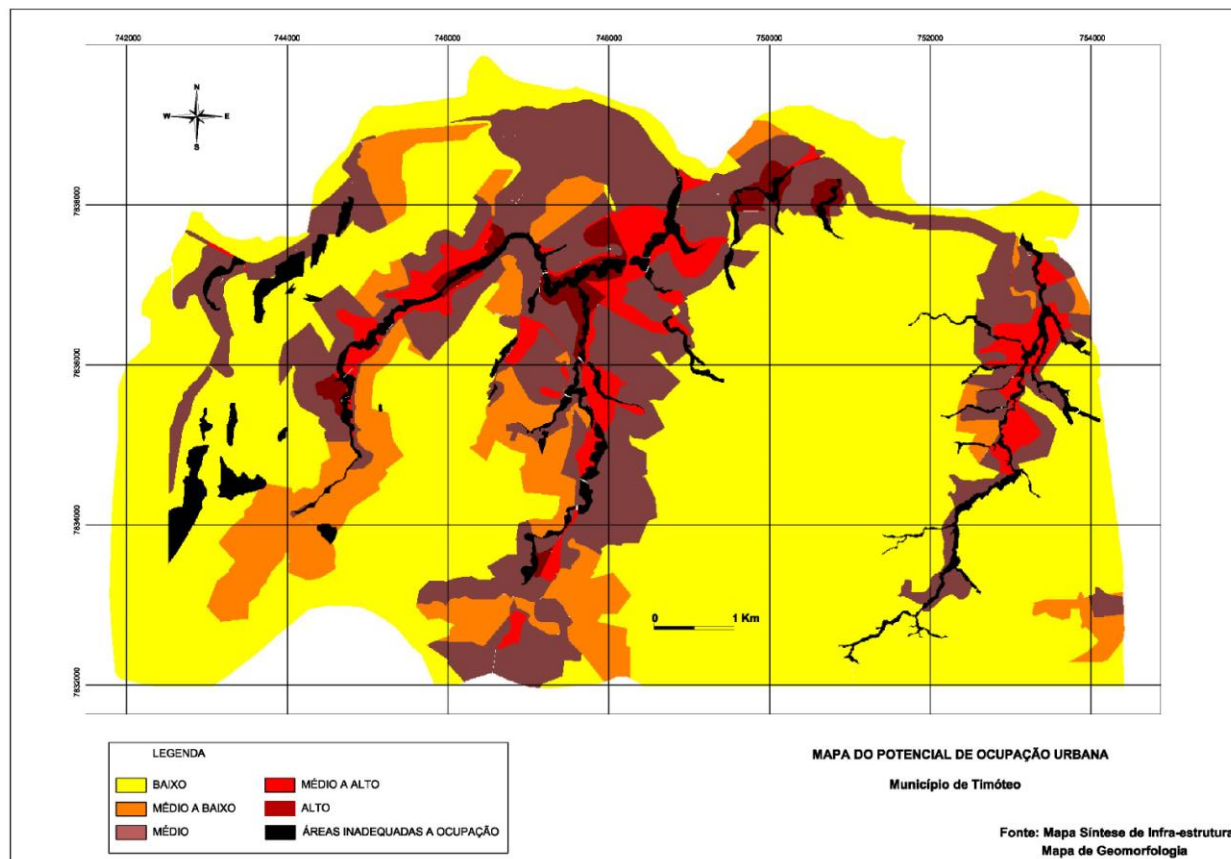 742000 744000 746000 748000 750000 752000 754000
N
W E
S
7838000
7836000
7834000
0 1 Km
7832000
LEGENDA
BAIXO
MÉDIO A BAIXO
MÉDIO
MÉDIO A ALTO
ALTO
ÁREAS INADEQUADAS A OCUPAÇÃO
MAPA DO POTENCIAL DE OCUPAÇÃO URBANA
Município de Timóteo
Fonte: Mapa Síntese de Infra-estrutura
Mapa de Geomorfologia